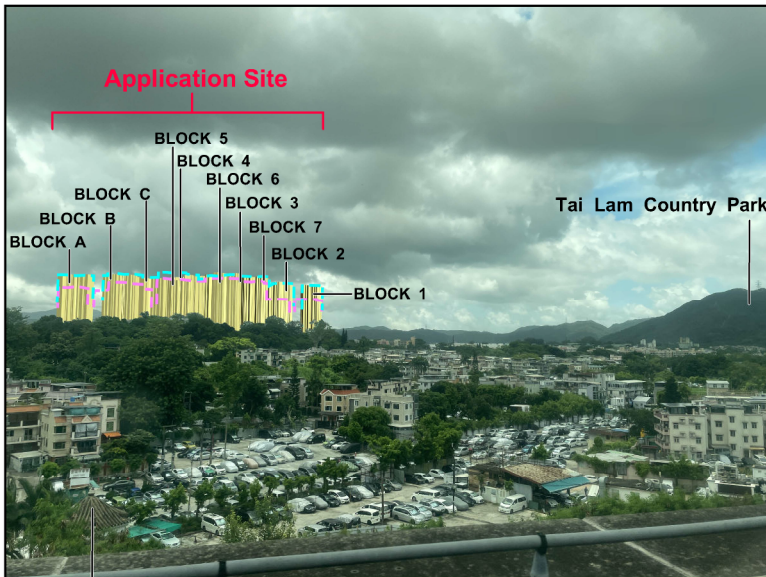 Application Site
BLOCK 5
BLOCK 4
BLOCK C
BLOCK 6
BLOCK 3
BLOCK B
BLOCK 7
BLOCK A
BLOCK 2
BLOCK 1
Tai Lam Country Park